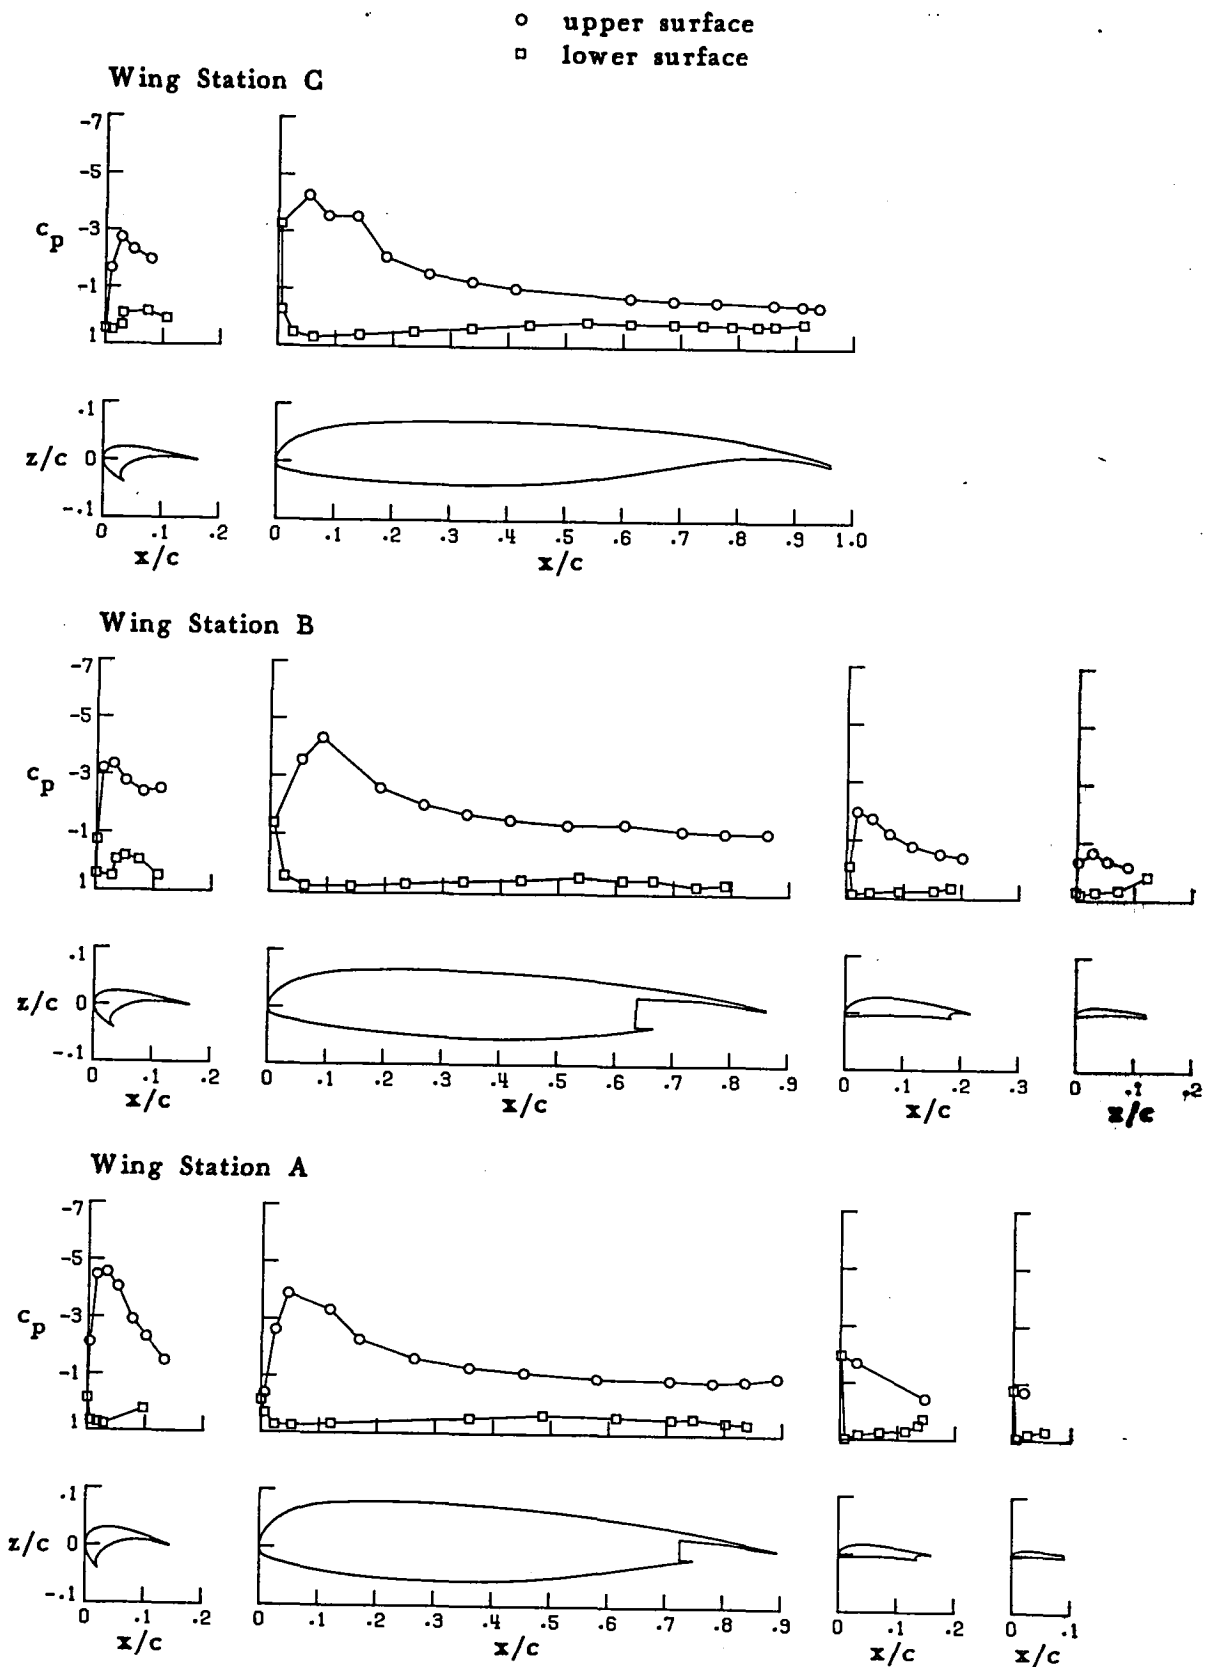 upper surface
lower surface
Wing Station C
-7
-5
c_p -3
-1
1
.1
z/c 0
-.1
0 .1 .2 0 .1 .2 .3 .4 .5 .6 .7 .8 .9 1.0
x/c x/c
Wing Station B
-7
-5
c_p -3
-1
1
.1
z/c 0
-.1
0 .1 .2 0 .1 .2 .3 .4 .5 .6 .7 .8 .9 0 .1 .2 .3 0 .1 .2
x/c x/c x/c x/c
Wing Station A
-7
-5
c_p -3
-1
1
.1
z/c 0
-.1
0 .1 .2 0 .1 .2 .3 .4 .5 .6 .7 .8 .9 0 .1 .2 0 .1
x/c x/c x/c x/c